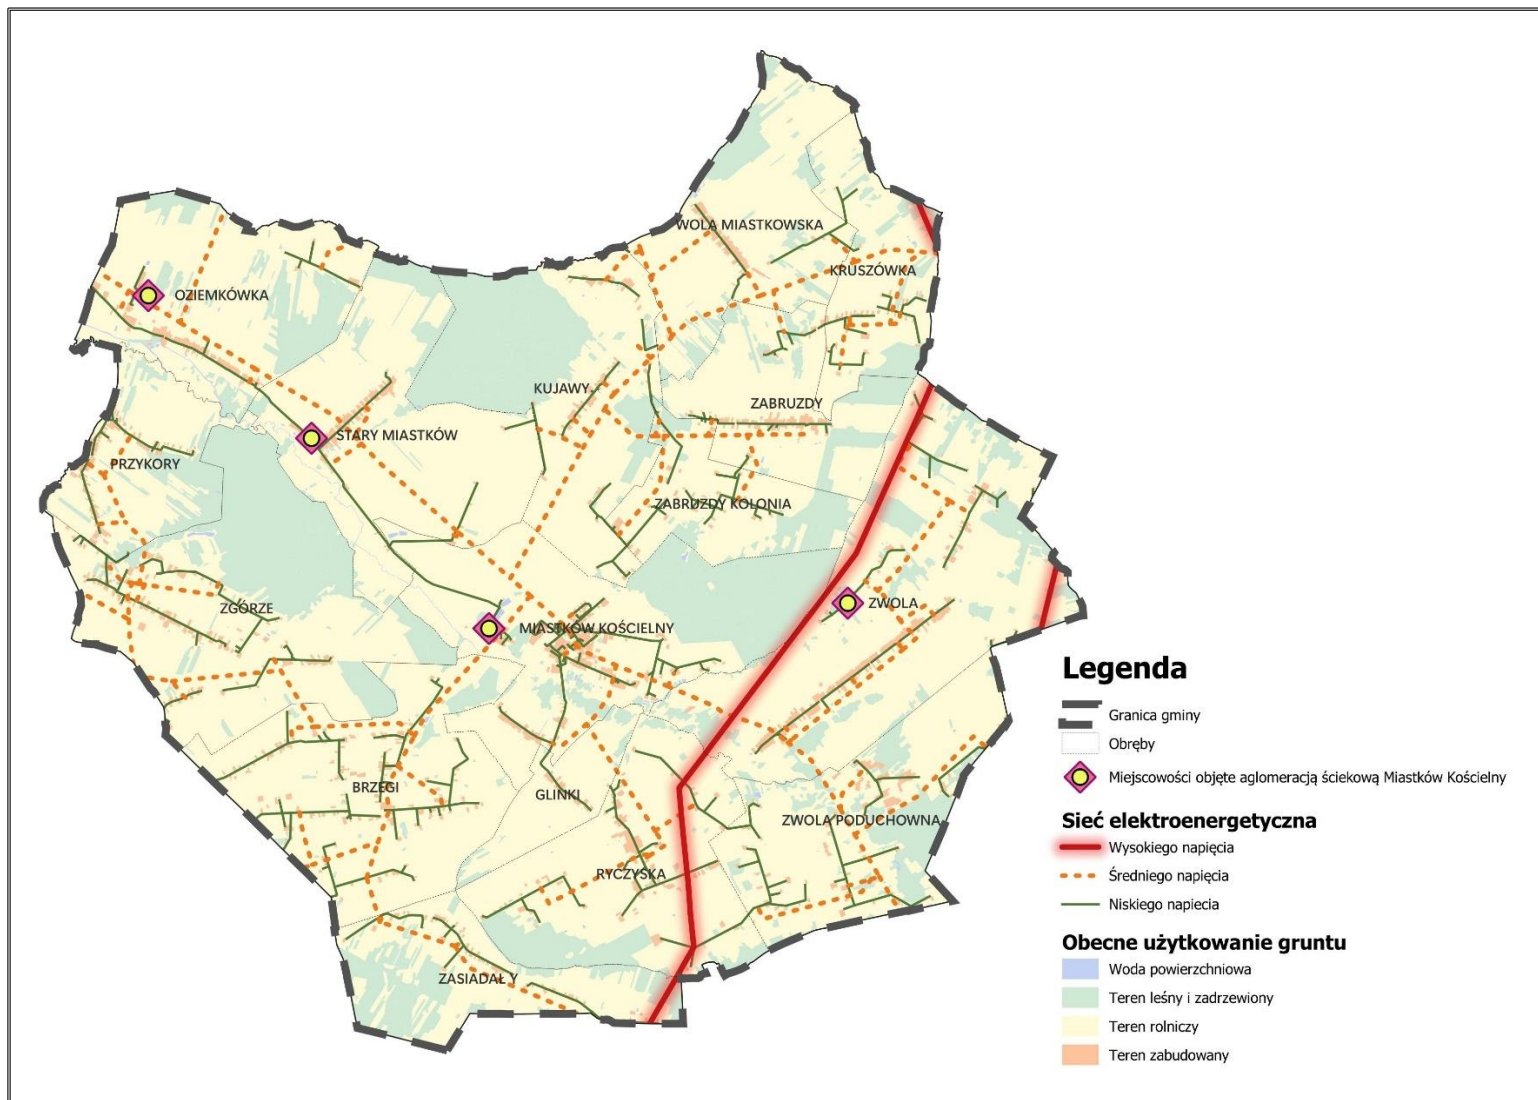 WOLA MIASTKOWSKA
KRUSZÓWKA
OZIEMKÓWKA
KUJAWY
ZABRUZDY
STARY MIASTKÓW
PRZYKORY
ZABRUZDY KOLONIA
ZGÓRZE
ZWOLA
MIASTKÓW KOŚCIELNY
BRZEGI
GLINKI
ZWOLA PODUCHOWNA
RYCZYSKA
ZASIADAŁ Y
Legenda
Granica gminy
Obręby
Miejscowości objęte aglomeracją ściekową Miastków Kościelny
Sieć elektroenergetyczna
Wysokiego napięcia
Średniego napięcia
Niskiego napiecia
Obecne użytkowanie gruntu
Woda powierzchniowa
Teren leśny i zadrzewiony
Teren rolniczy
Teren zabudowany